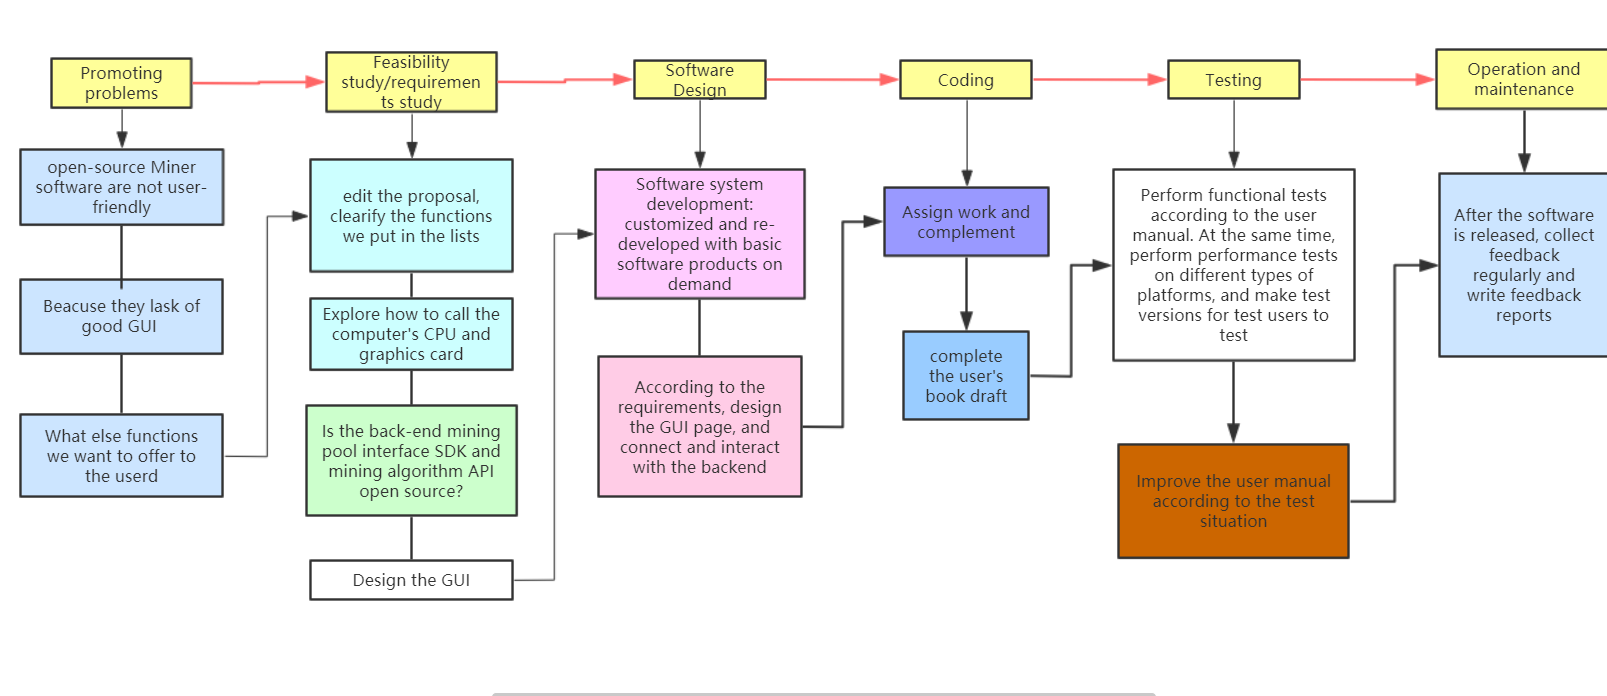 Promoting
problems
Feasibility
study/requiremen
ts study
Software
Design
Coding
Testing
Operation and
maintenance
open-source Miner
software are not user-
friendly
Beacuse they lack of
good GUI
What else functions
we want to offer to
the userd
edit the proposal,
clearify the functions
we put in the lists
Explore how to call the
computer's CPU and
graphics card
Is the back-end mining
pool interface SDK and
mining algorithm API
open source?
Design the GUI
Software system
development:
customized and re-
developed with basic
software products on
demand
According to the
requirements, design
the GUI page, and
connect and interact
with the backend
Assign work and
complement
complete
the user's
book draft
Perform functional tests
according to the user
manual. At the same time,
perform performance tests
on different types of
platforms, and make test
versions for test users to
test
Improve the user manual
according to the test
situation
After the software
is released, collect
feedback
regularly and
write feedback
reports